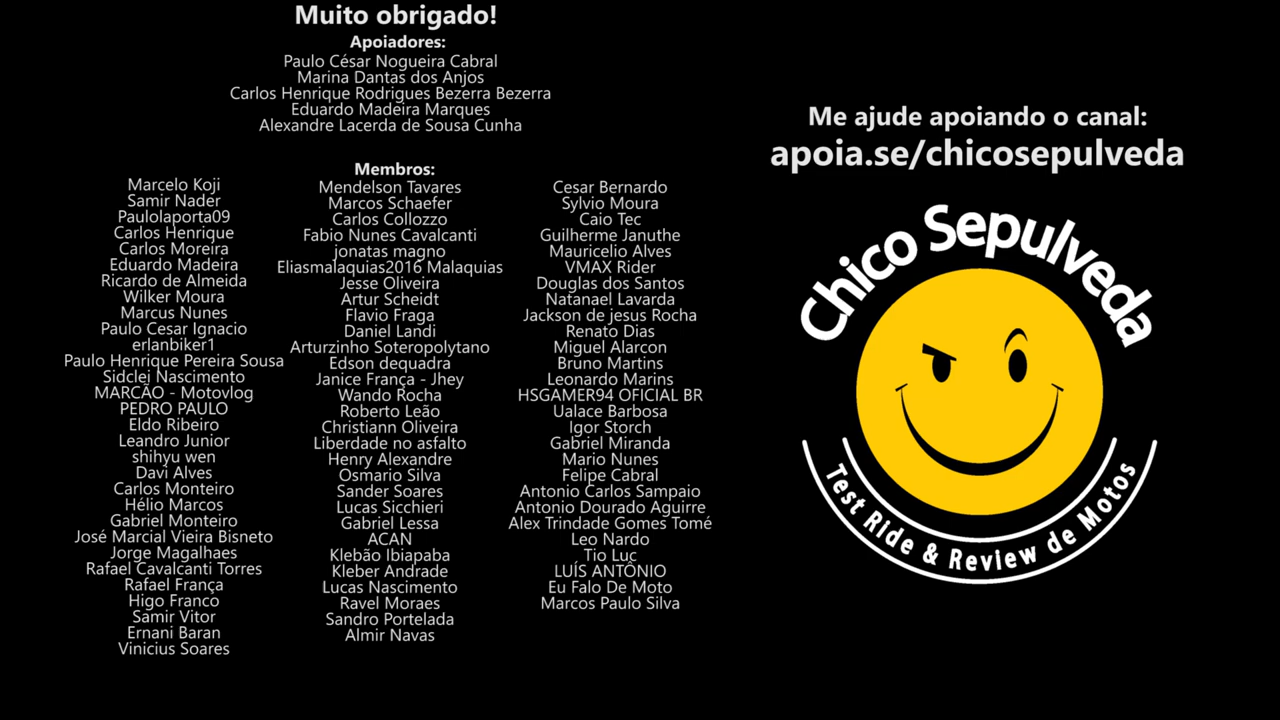 Muito obrigado!
Apoiadores:
Paulo César Nogueira Cabral
Marina Dantas dos Anjos
Carlos Henrique Rodrigues Bezerra Bezerra
Eduardo Madeira Marques
Alexandre Lacerda de Sousa Cunha
Membros:
Marcelo Koji
Samir Nader
Paulolaporta09
Carlos Henrique
Carlos Moreira
Eduardo Madeira
Ricardo de Almeida
Wilker Moura
Marcus Nunes
Paulo Cesar Ignacio
erlanbiker1
Paulo Henrique Pereira Sousa
Sidclei Nascimento
MARCÃO - Motovlog
PEDRO PAULO
Eldo Ribeiro
Leandro Junior
shihyu wen
Davi Alves
Carlos Monteiro
Hélio Marcos
Gabriel Monteiro
José Marcial Vieira Bisneto
Jorge Magalhaes
Rafael Cavalcanti Torres
Rafael França
Higo Franco
Samir Vitor
Ernani Baran
Vinicius Soares
Mendelson Tavares
Marcos Schaefer
Carlos Collozzo
Fabio Nunes Cavalcanti
jonatas magno
Eliasmalaquias2016 Malaquias
Jesse Oliveira
Artur Scheidt
Flavio Fraga
Daniel Landi
Arturzinho Soteropolytano
Edson dequadra
Janice França - Jhey
Wando Rocha
Roberto Leão
Christiann Oliveira
Liberdade no asfalto
Henry Alexandre
Osmario Silva
Sander Soares
Lucas Sicchieri
Gabriel Lessa
ACAN
Klebão Ibiapaba
Kleber Andrade
Lucas Nascimento
Ravel Moraes
Sandro Portelada
Almir Navas
Cesar Bernardo
Sylvio Moura
Caio Tec
Guilherme Januthe
Mauricelio Alves
VMAX Rider
Douglas dos Santos
Natanael Lavarda
Jackson de jesus Rocha
Renato Dias
Miguel Alarcon
Bruno Martins
Leonardo Marins
HSGAMER94 OFICIAL BR
Ualace Barbosa
Igor Storch
Gabriel Miranda
Mario Nunes
Felipe Cabral
Antonio Carlos Sampaio
Antonio Dourado Aguirre
Alex Trindade Gomes Tomé
Leo Nardo
Tio Luc
LUÍS ANTÔNIO
Eu Falo De Moto
Marcos Paulo Silva
Me ajude apoiando o canal:
apoia.se/chicosepulveda
Chico Sepulveda
Test Ride & Review de Motos